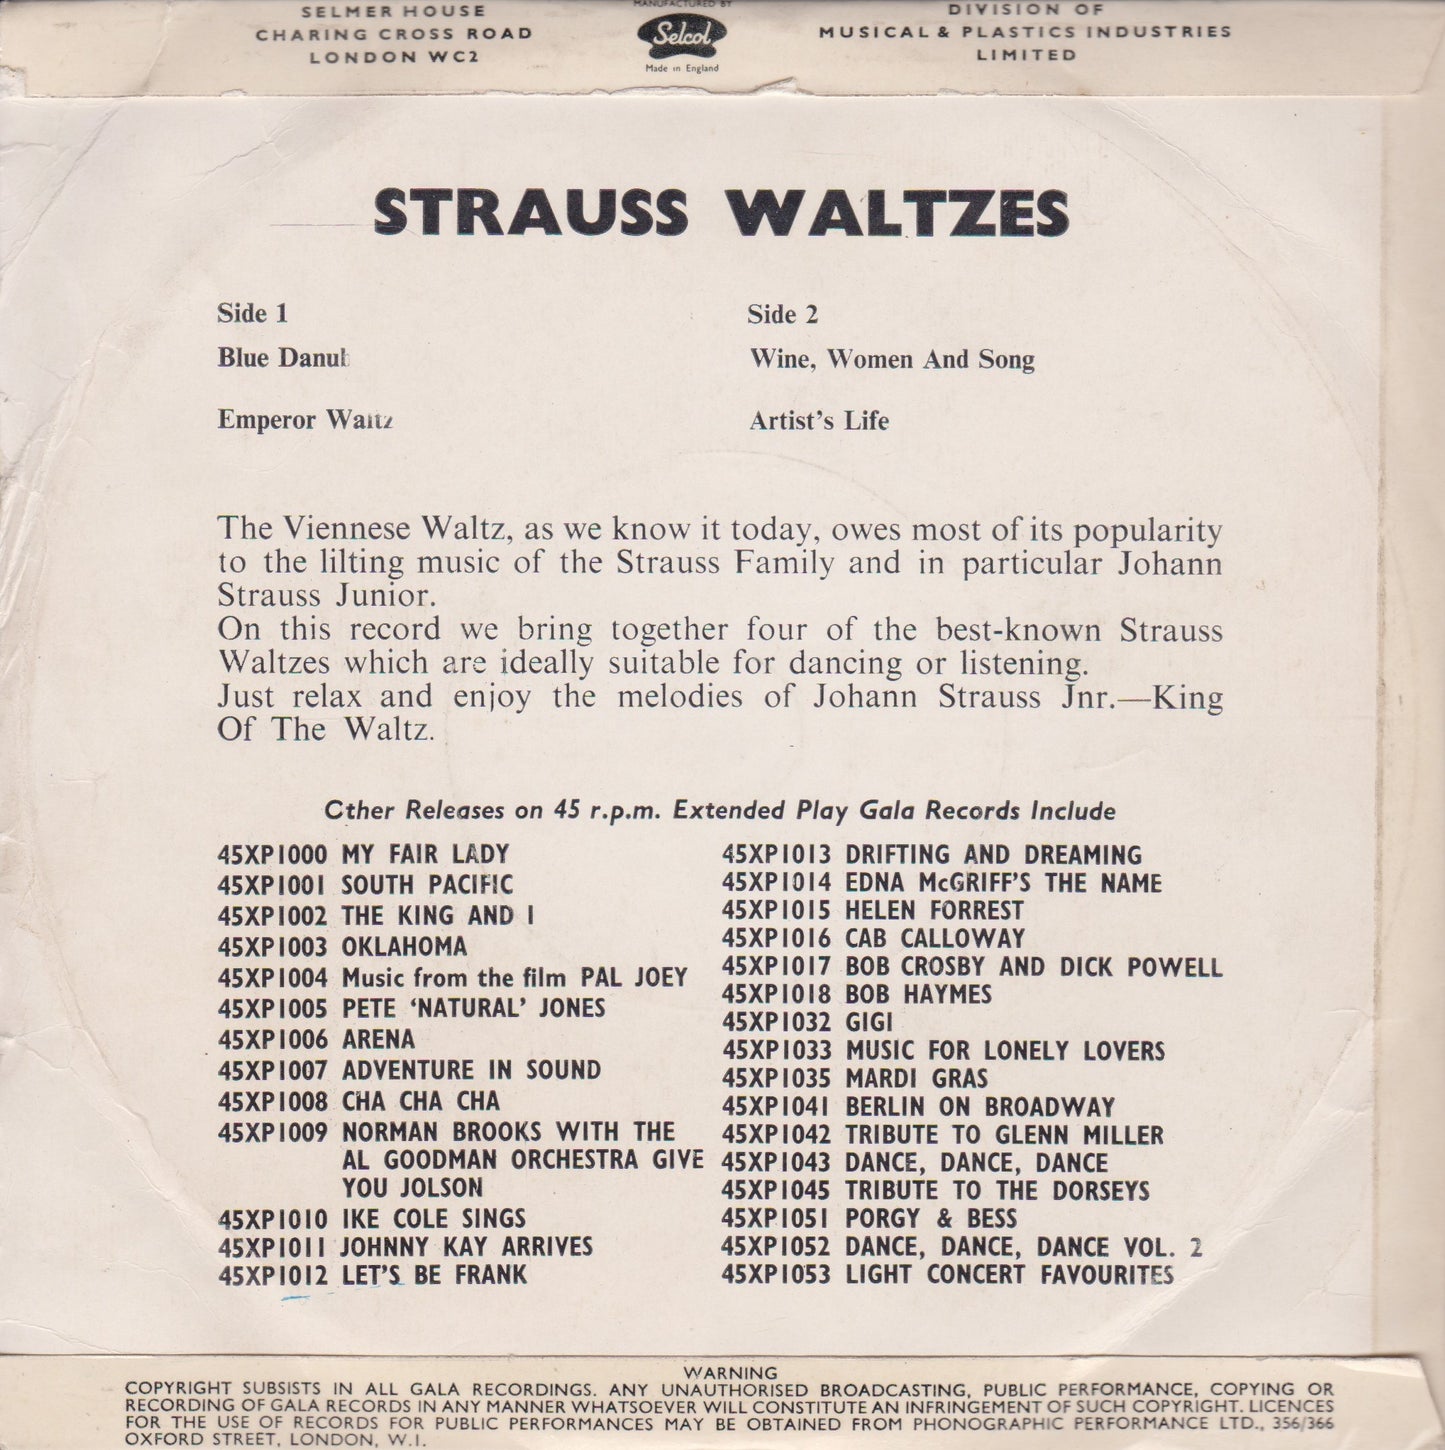 SELMER HOUSE
CHARING CROSS ROAD
LONDON WC2
MANUFACTURED BY
Selcol
Made in England
DIVISION OF
MUSICAL & PLASTICS INDUSTRIES
LIMITED
STRAUSS WALTZES
Side 1
Blue Danub
Emperor Waltz
Side 2
Wine, Women And Song
Artist's Life
The Viennese Waltz, as we know it today, owes most of its popularity
to the lilting music of the Strauss Family and in particular Johann
Strauss Junior.
On this record we bring together four of the best-known Strauss
Waltzes which are ideally suitable for dancing or listening.
Just relax and enjoy the melodies of Johann Strauss Jnr.—King
Of The Waltz.
Other Releases on 45 r.p.m. Extended Play Gala Records Include
45XP1000 MY FAIR LADY
45XP1001 SOUTH PACIFIC
45XP1002 THE KING AND I
45XP1003 OKLAHOMA
45XP1004 Music from the film PAL JOEY
45XP1005 PETE ‘NATURAL’ JONES
45XP1006 ARENA
45XP1007 ADVENTURE IN SOUND
45XP1008 CHA CHA CHA
45XP1009 NORMAN BROOKS WITH THE
AL GOODMAN ORCHESTRA GIVE
YOU JOLSON
45XP1010 IKE COLE SINGS
45XP1011 JOHNNY KAY ARRIVES
45XP1012 LET'S BE FRANK
45XP1013 DRIFTING AND DREAMING
45XP1014 EDNA McGRIFF'S THE NAME
45XP1015 HELEN FORREST
45XP1016 CAB CALLOWAY
45XP1017 BOB CROSBY AND DICK POWELL
45XP1018 BOB HAYMES
45XP1032 GIGI
45XP1033 MUSIC FOR LONELY LOVERS
45XP1035 MARDI GRAS
45XP1041 BERLIN ON BROADWAY
45XP1042 TRIBUTE TO GLENN MILLER
45XP1043 DANCE, DANCE, DANCE
45XP1045 TRIBUTE TO THE DORSEYS
45XP1051 PORGY & BESS
45XP1052 DANCE, DANCE, DANCE VOL. 2
45XP1053 LIGHT CONCERT FAVOURITES
WARNING
COPYRIGHT SUBSISTS IN ALL GALA RECORDINGS. ANY UNAUTHORISED BROADCASTING, PUBLIC PERFORMANCE, COPYING OR
RECORDING OF GALA RECORDS IN ANY MANNER WHATSOEVER WILL CONSTITUTE AN INFRINGEMENT OF SUCH COPYRIGHT. LICENCES
FOR THE USE OF RECORDS FOR PUBLIC PERFORMANCES MAY BE OBTAINED FROM PHONOGRAPHIC PERFORMANCE LTD., 356/366
OXFORD STREET, LONDON, W.1.